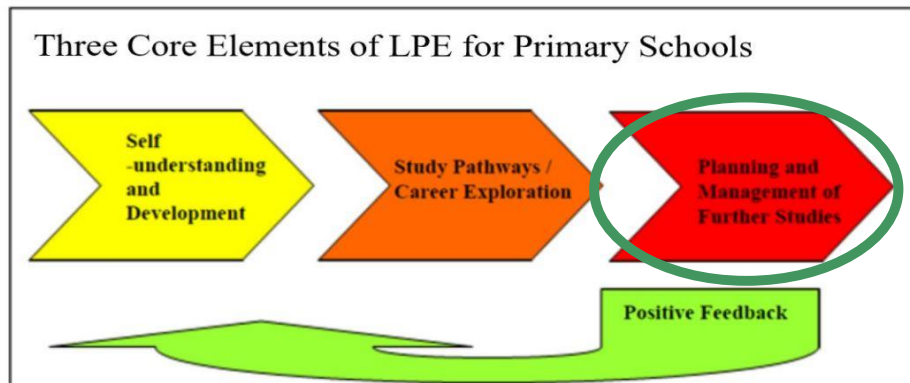 Three Core Elements of LPE for Primary Schools
Self
-understanding
and
Development
Study Pathways /
Career Exploration
Planning and
Management of
Further Studies
Positive Feedback